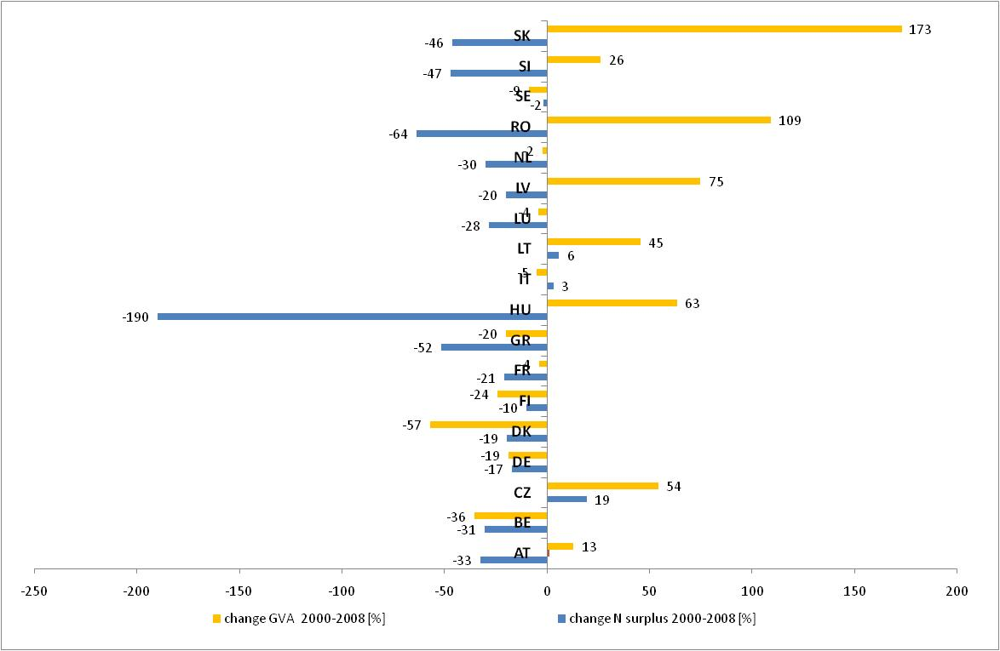 173
SK
-46
26
SI
-47
-9
SE
-2
109
RO
-64
-2
NL
-30
75
LV
-20
-4
LU
-28
45
LT
6
-5
IT
3
63
HU
-190
-20
GR
-52
-4
FR
-21
-24
FI
-10
-57
DK
-19
-19
DE
-17
54
CZ
19
-36
BE
-31
13
AT
-33
-250 -200 -150 -100 -50 0 50 100 150 200
change GVA 2000-2008 [%] change N surplus 2000-2008 [%]